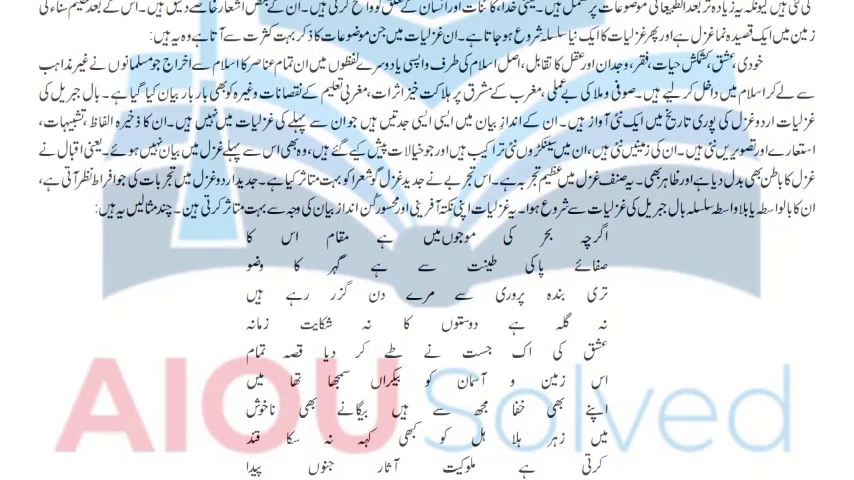 کی گئی ہیں کیونکہ یہ زیادہ تر بعد الطبیعاتی موضوعات پر مشتمل ہیں۔ یعنی خدا، کائنات اور انسان کے تعلق کو واضح کرتی ہیں۔ ان کے بعض اشعار خاصے دقیق ہیں۔ اس کے بعد حکیم سنائی کی
زمین میں ایک قصیدہ نما غزل ہے اور پھر غزلیات کا ایک نیا سلسلہ شروع ہو جاتا ہے۔ ان غزلیات میں جن موضوعات کا ذکر بہت کثرت سے آتا ہے وہ یہ ہیں:
خودی، عشق، کشمکش حیات، فقر، وجدان اور عقل کا تقابل، اصل اسلام کی طرف واپسی یا دوسرے لفظوں میں ان تمام عناصر کا اسلام سے اخراج جو مسلمانوں نے غیر مذاہب
سے لے کر اسلام میں داخل کر لیے ہیں۔ صوفی و ملا کی بے عملی، مغرب کے مشرق پر ہلاکت خیز اثرات، مغربی تعلیم کے نقصانات وغیرہ کو بھی بار بار بیان کیا گیا ہے۔ بال جبریل کی
غزلیات اردو غزل کی پوری تاریخ میں ایک نئی آواز ہیں۔ ان کے انداز بیان میں ایسی ایسی جدتیں ہیں جو ان سے پہلے کی غزلیات میں نہیں ہیں۔ ان کا ذخیرہ الفاظ، تشبیہات،
استعارے اور تصویریں نئی ہیں۔ ان کی زمینیں نئی ہیں، ان میں سینکڑوں نئی تراکیب ہیں اور جو خیالات پیش کیے گئے ہیں، وہ بھی اس سے پہلے غزل میں بیان نہیں ہوئے۔ یعنی اقبال نے
غزل کا باطن بھی بدل دیا ہے اور ظاہر بھی۔ یہ صنف غزل میں عظیم تجربہ ہے۔ اس تجربے نے جدید غزل گو شعرا کو بہت متاثر کیا ہے۔ جدید اردو غزل میں تجربات کی جو افراط نظر آتی ہے،
ان کا بالواسطہ یا بلا واسطہ سلسلہ بال جبریل کی غزلیات سے شروع ہوا۔ یہ غزلیات اپنی نکتہ آفرینی اور محسور کُن انداز بیان کی وجہ سے بہت متاثر کرتی ہین۔ چند مثالیں یہ ہیں:
اگرچہ بحر کی موجوں میں ہے مقام اس کا
صفائے پاکی طینت سے ہے گہر کا وضو
تری بندہ پروری سے مرے دن گزر رہے ہیں
نہ گلہ ہے دوستوں کا نہ شکایت زمانہ
عشق کی اک جست نے طے کر دیا قصہ تمام
اس زمین و آسمان کو بیکراں سمجھا تھا میں
اپنے بھی خفا مجھ سے ہیں بیگانے بھی ناخوش
میں زہر ہلا ہل کو کبھی کہہ نہ سکا قند
کرتی ہے ملوکیت آثار جنوں پیدا
AIOU Solved